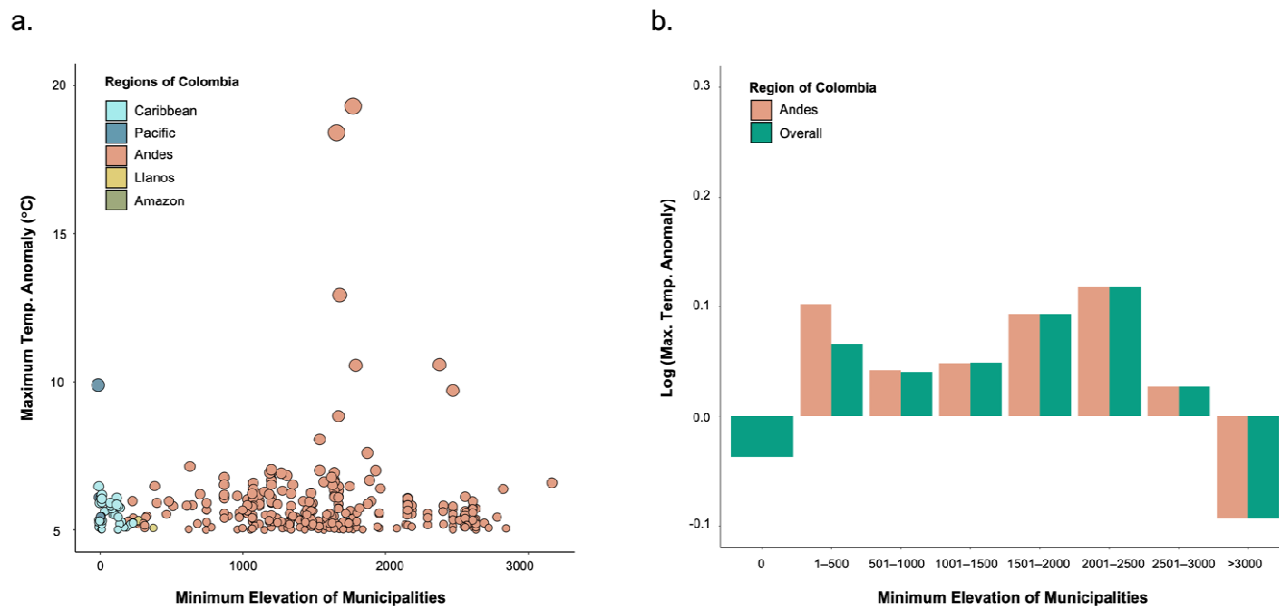 a.
Regions of Colombia
Caribbean
Pacific
Andes
Llanos
Amazon
Maximum Temp. Anomaly (°C)
20
15
10
5
0 1000 2000 3000
Minimum Elevation of Municipalities
b.
Region of Colombia
Andes
Overall
Log (Max. Temp. Anomaly)
0.3
0.2
0.1
0.0
-0.1
0 1–500 501–1000 1001–1500 1501–2000 2001–2500 2501–3000 >3000
Minimum Elevation of Municipalities